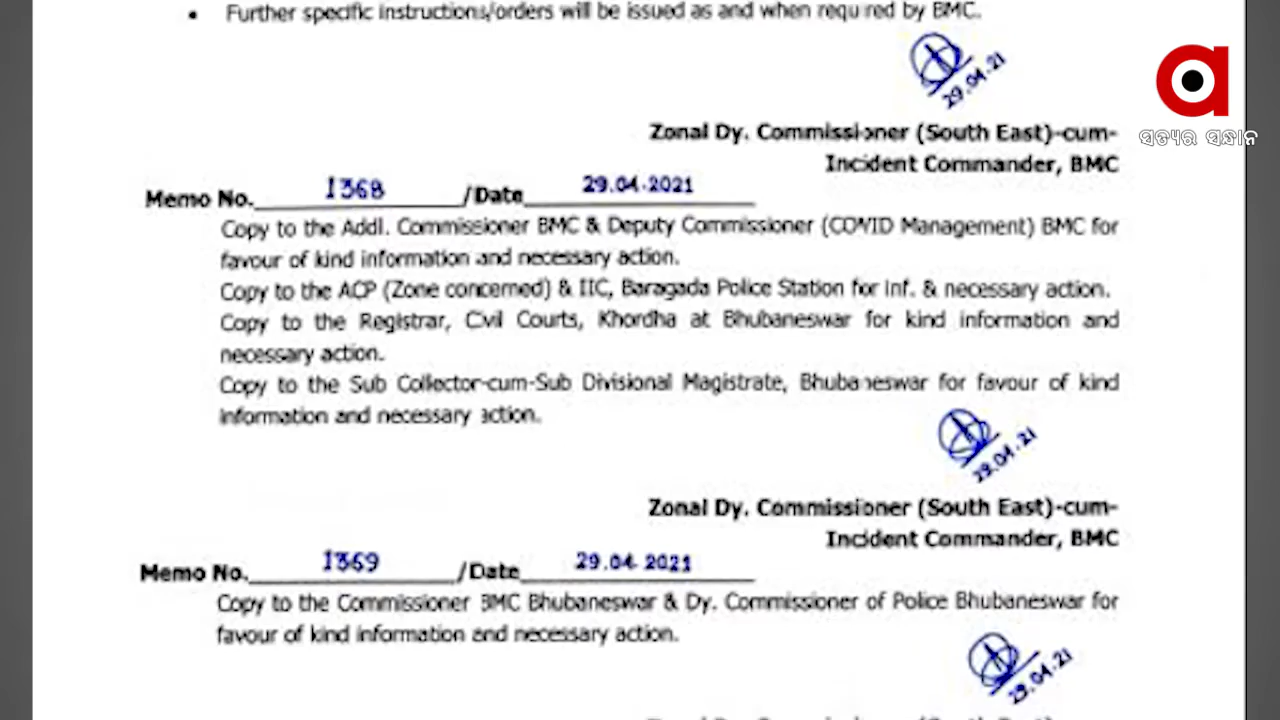 • Further specific instructions/orders will be issued as and when required by BMC.
29.04.21
Zonal Dy. Commissioner (South East)-cum-
Incident Commander, BMC
Memo No. 1368 /Date 29.04.2021
Copy to the Addl. Commissioner BMC & Deputy Commissioner (COVID Management) BMC for
favour of kind information and necessary action.
Copy to the ACP (Zone concerned) & IIC, Baragada Police Station for Inf. & necessary action.
Copy to the Registrar, Civil Courts, Khordha at Bhubaneswar for kind information and
necessary action.
Copy to the Sub Collector-cum-Sub Divisional Magistrate, Bhubaneswar for favour of kind
information and necessary action.
29.04.21
Zonal Dy. Commissioner (South East)-cum-
Incident Commander, BMC
Memo No. 1369 /Date 29.04.2021
Copy to the Commissioner BMC Bhubaneswar & Dy. Commissioner of Police Bhubaneswar for
favour of kind information and necessary action.
29.04.21
a
ସତ୍ୟର ସନ୍ଧାନ